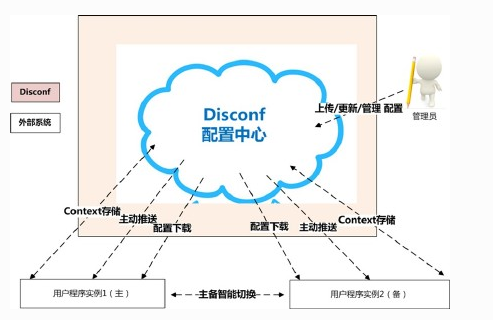 Disconf
外部系统
Disconf
配置中心
上传/更新/管理 配置
管理员
Context存储
主动推送
配置下载
配置下载
主动推送
Context存储
用户程序实例1（主）
主备智能切换
用户程序实例2（备）